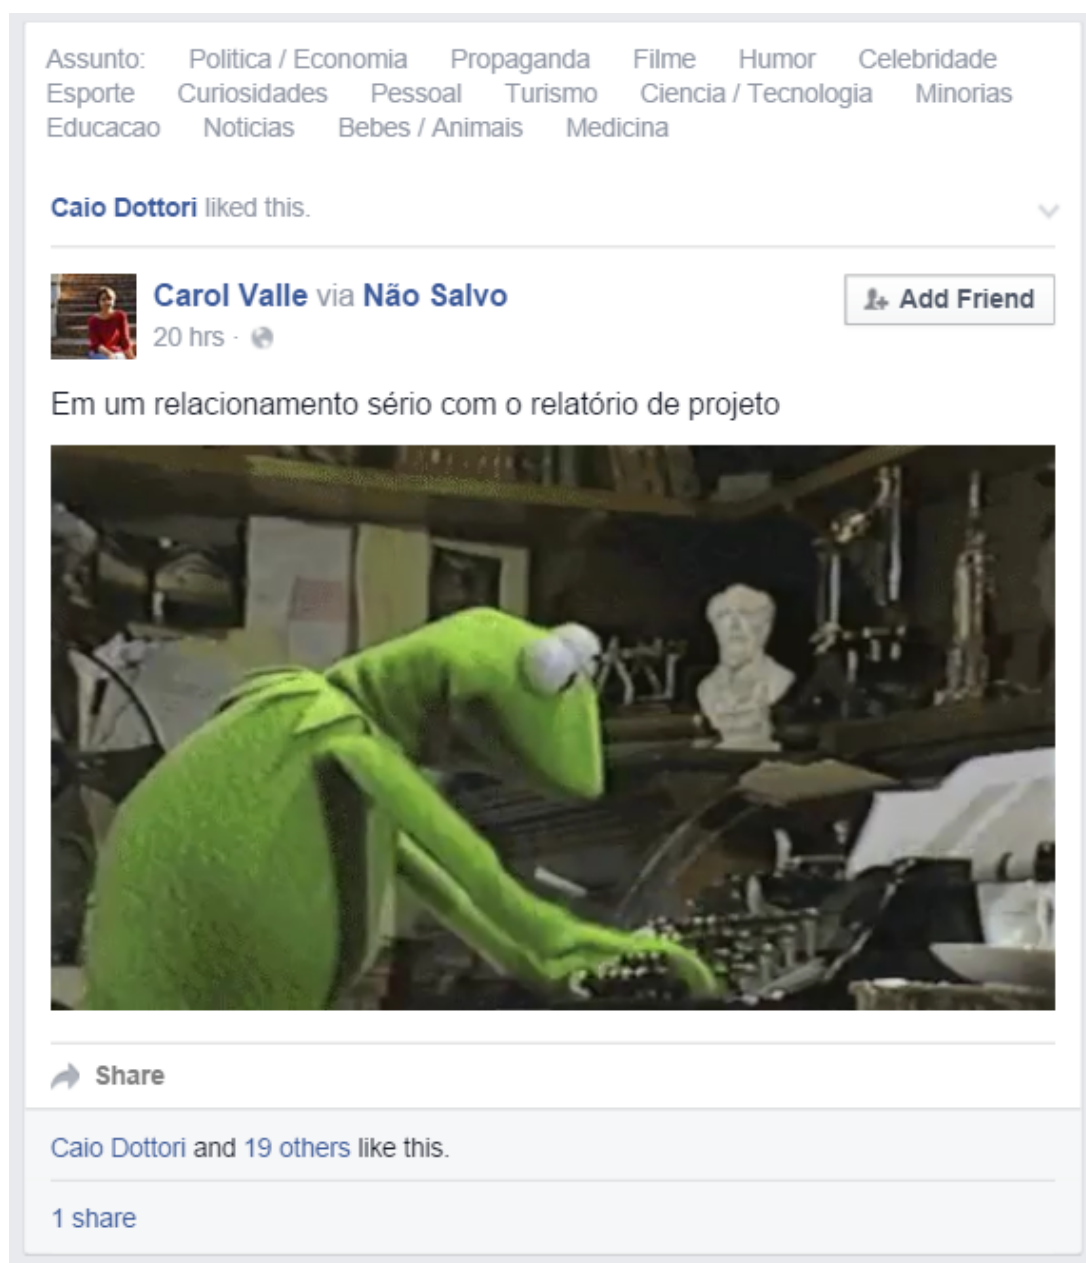 Assunto: Politica / Economia Propaganda Filme Humor Celebridade
Esporte Curiosidades Pessoal Turismo Ciencia / Tecnologia Minorias
Educacao Noticias Bebes / Animais Medicina
Caio Dottori liked this.
Carol Valle via Não Salvo
Add Friend
20 hrs ·
Em um relacionamento sério com o relatório de projeto
Share
Caio Dottori and 19 others like this.
1 share